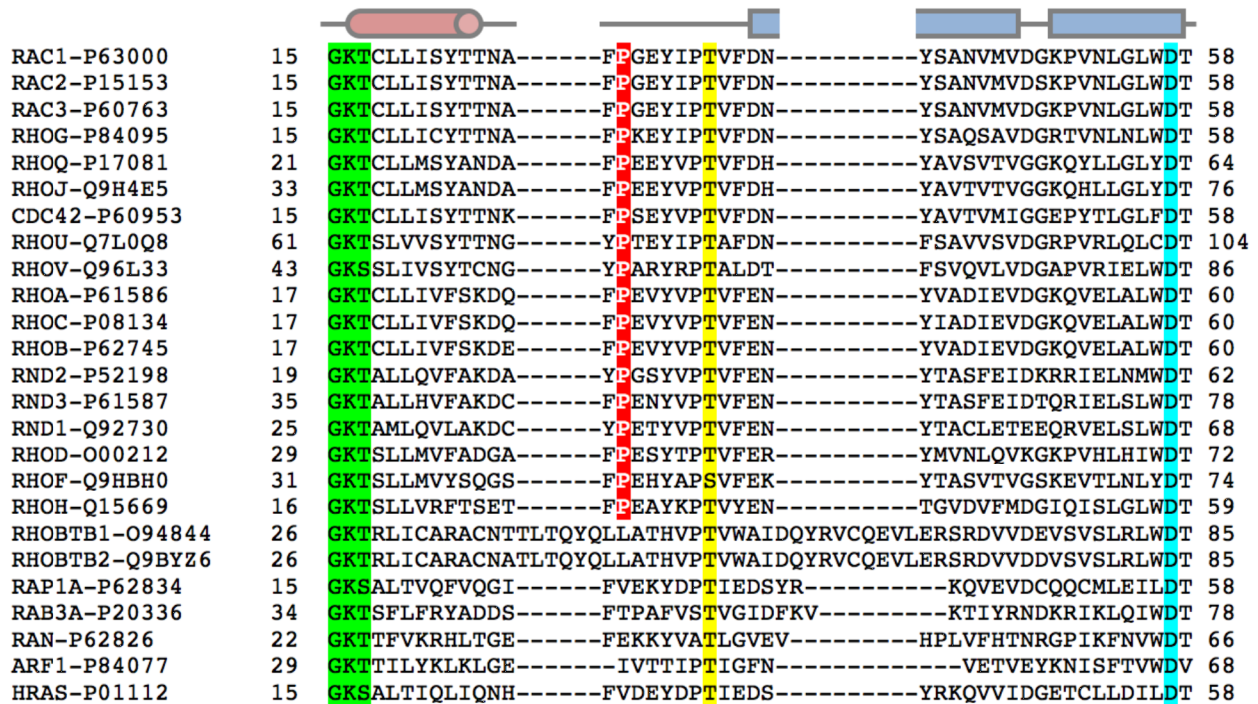 RAC1-P63000 15 GKTCLLISYTTNA------FPGEYIPTVFDN----------YSANVMVDGKPVNLGLWDT 58
RAC2-P15153 15 GKTCLLISYTTNA------FPGEYIPTVFDN----------YSANVMVDSKPVNLGLWDT 58
RAC3-P60763 15 GKTCLLISYTTNA------FPGEYIPTVFDN----------YSANVMVDGKPVNLGLWDT 58
RHOG-P84095 15 GKTCLLICYTTNA------FPKEYIPTVFDN----------YSAQSAVDGRTVNLNLWDT 58
RHOQ-P17081 21 GKTCLLMSYANDA------FPEEYVPTVFDH----------YAVSVTVGGKQYLLGLYDT 64
RHOJ-Q9H4E5 33 GKTCLLMSYANDA------FPEEYVPTVFDH----------YAVTVTVGGKQHLLGLYDT 76
CDC42-P60953 15 GKTCLLISYTTNK------FPSEYVPTVFDN----------YAVTVMIGGEPYTLGLFDT 58
RHOU-Q7L0Q8 61 GKTSLVVSYTTNG------YPTEYIPTAFDN----------FSAVVSVDGRPVRLQLCDT 104
RHOV-Q96L33 43 GKSSLIVSYTCNG------YPARYRPTALDT----------FSVQVLVDGAPVRIELWDT 86
RHOA-P61586 17 GKTCLLIVFSKDQ------FPEVYVPTVFEN----------YVADIEVDGKQVELALWDT 60
RHOC-P08134 17 GKTCLLIVFSKDQ------FPEVYVPTVFEN----------YIADIEVDGKQVELALWDT 60
RHOB-P62745 17 GKTCLLIVFSKDE------FPEVYVPTVFEN----------YVADIEVDGKQVELALWDT 60
RND2-P52198 19 GKTALLQVFAKDA------YPGSYVPTVFEN----------YTASFEIDKRRIELNMWDT 62
RND3-P61587 35 GKTALLHVFAKDC------FPENYVPTVFEN----------YTASFEIDTQRIELSLWDT 78
RND1-Q92730 25 GKTAMLQVLAKDC------YPETYVPTVFEN----------YTACLETEEQRVELSLWDT 68
RHOD-O00212 29 GKTSLLMVFADGA------FPESYTPTVFER----------YMVNLQVKGKPVHLHIWDT 72
RHOF-Q9HBH0 31 GKTSLLMVYSQGS------FPEHYAPSVFEK----------YTASVTVGSKEVTLNLYDT 74
RHOH-Q15669 16 GKTSLLVRFTSET------FPEAYKPTVYEN----------TGVDVFMDGIQISLGLWDT 59
RHOBTB1-O94844 26 GKTRLICARACNTTLTQYQLLATHVPTVWAIDQYRVCQEVLERSRDVVDEVSVSLRLWDT 85
RHOBTB2-Q9BYZ6 26 GKTRLICARACNATLTQYQLLATHVPTVWAIDQYRVCQEVLERSRDVVDDVSVSLRLWDT 85
RAP1A-P62834 15 GKSALTVQFVQGI------FVEKYDPTIEDSYR----------KQVEVDCQQCMLEILDT 58
RAB3A-P20336 34 GKTSFLFRYADDS------FTPAFVSTVGIDFKV---------KTIYRNDKRIKLQIWDT 78
RAN-P62826 22 GKTTFVKRHLTGE------FEKKYVATLGVEV---------HPLVFHTNRGPIKFNVWDT 66
ARF1-P84077 29 GKTTILYKLKLGE-------IVTTIPTIGFN-------------VETVEYKNISFTVWDV 68
HRAS-P01112 15 GKSALTIQLIQNH------FVDEYDPTIEDS----------YRKQVVIDGETCLLDILDT 58